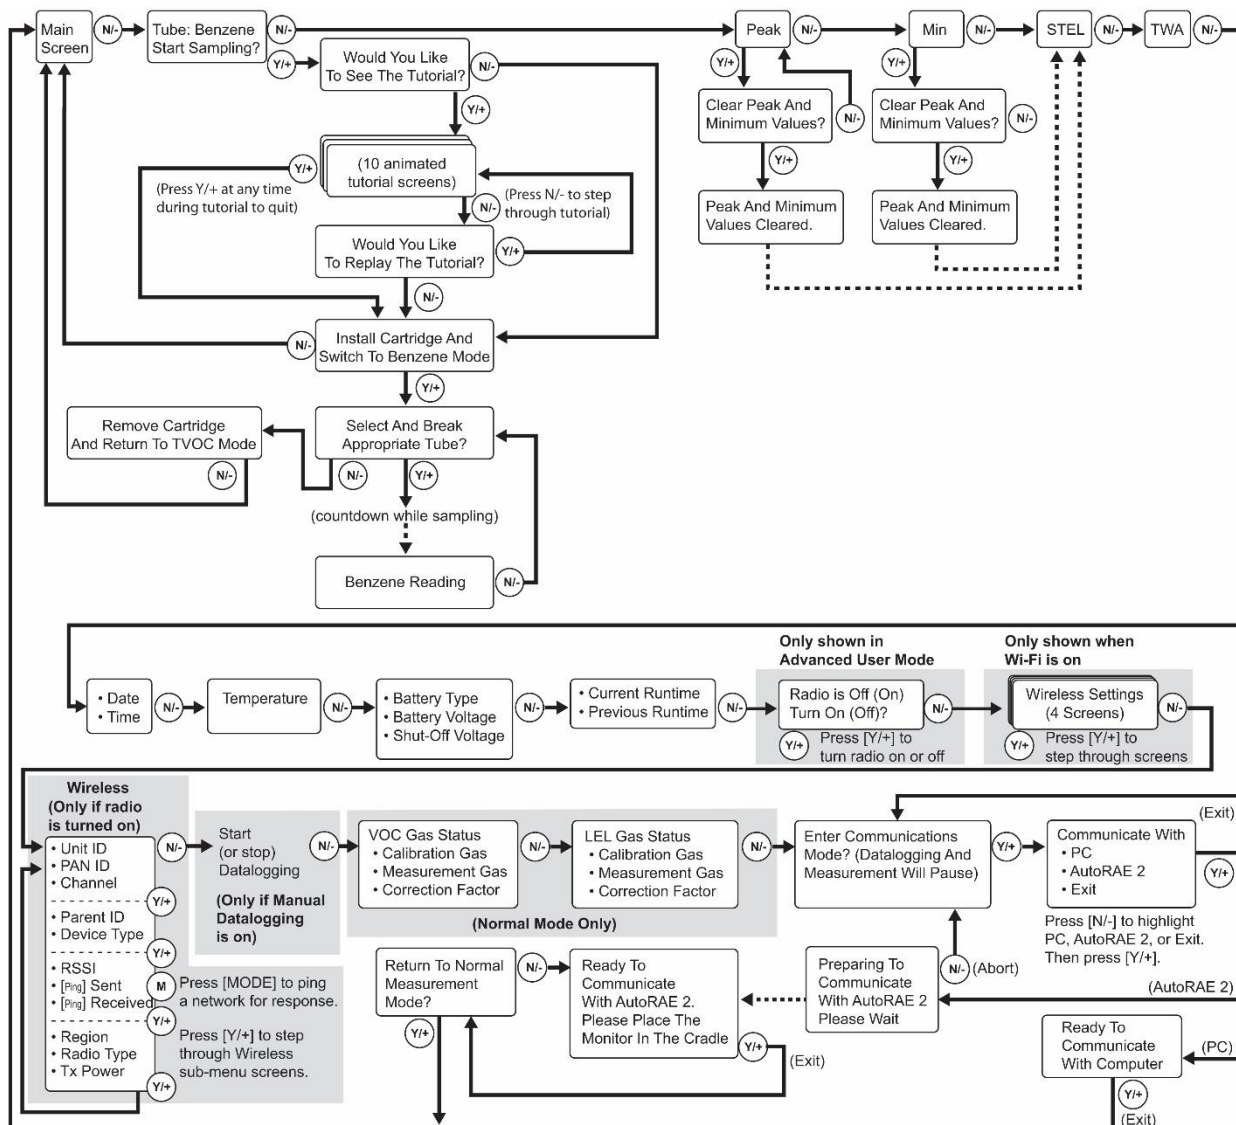 Main
Screen
N/-
Tube: Benzene
Start Sampling?
N/-
Y/+
Peak
N/-
Y/+
Min
N/-
Y/+
STEL
N/-
TWA
N/-
Would You Like
To See The Tutorial?
N/-
Y/+
Clear Peak And
Minimum Values?
N/-
Y/+
Clear Peak And
Minimum Values?
N/-
Y/+
Y/+
(10 animated
tutorial screens)
(Press Y/+ at any time
during tutorial to quit)
N/-
(Press N/- to step
through tutorial)
Peak And Minimum
Values Cleared.
Peak And Minimum
Values Cleared.
Would You Like
To Replay The Tutorial?
Y/+
N/-
N/-
Install Cartridge And
Switch To Benzene Mode
Y/+
Remove Cartridge
And Return To TVOC Mode
N/-
Select And Break
Appropriate Tube?
N/-
Y/+
(countdown while sampling)
Benzene Reading
N/-
Only shown in
Advanced User Mode
Only shown when
Wi-Fi is on
• Date
• Time
N/-
Temperature
N/-
• Battery Type
• Battery Voltage
• Shut-Off Voltage
N/-
• Current Runtime
• Previous Runtime
N/-
Radio is Off (On)
Turn On (Off)?
N/-
Y/+
Press [Y/+] to
turn radio on or off
Wireless Settings
(4 Screens)
N/-
Y/+
Press [Y/+] to
step through screens
Wireless
(Only if radio
is turned on)
• Unit ID
• PAN ID
• Channel
N/-
Y/+
• Parent ID
• Device Type
Y/+
• RSSI
• [Ping] Sent
• [Ping] Received
M
Press [MODE] to ping
a network for response.
Y/+
• Region
• Radio Type
• Tx Power
Y/+
Press [Y/+] to step
through Wireless
sub-menu screens.
Start
(or stop)
Datalogging
N/-
(Only if Manual
Datalogging
is on)
VOC Gas Status
• Calibration Gas
• Measurement Gas
• Correction Factor
N/-
LEL Gas Status
• Calibration Gas
• Measurement Gas
• Correction Factor
N/-
(Normal Mode Only)
Enter Communications
Mode? (Datalogging And
Measurement Will Pause)
Y/+
Communicate With
• PC
• AutoRAE 2
• Exit
(Exit)
Y/+
Press [N/-] to highlight
PC, AutoRAE 2, or Exit.
Then press [Y/+].
Return To Normal
Measurement
Mode?
N/-
Y/+
Ready To
Communicate
With AutoRAE 2.
Please Place The
Monitor In The Cradle
Y/+
(Exit)
Preparing To
Communicate
With AutoRAE 2
Please Wait
N/-
(Abort)
(AutoRAE 2)
Ready To
Communicate
With Computer
(PC)
Y/+
(Exit)